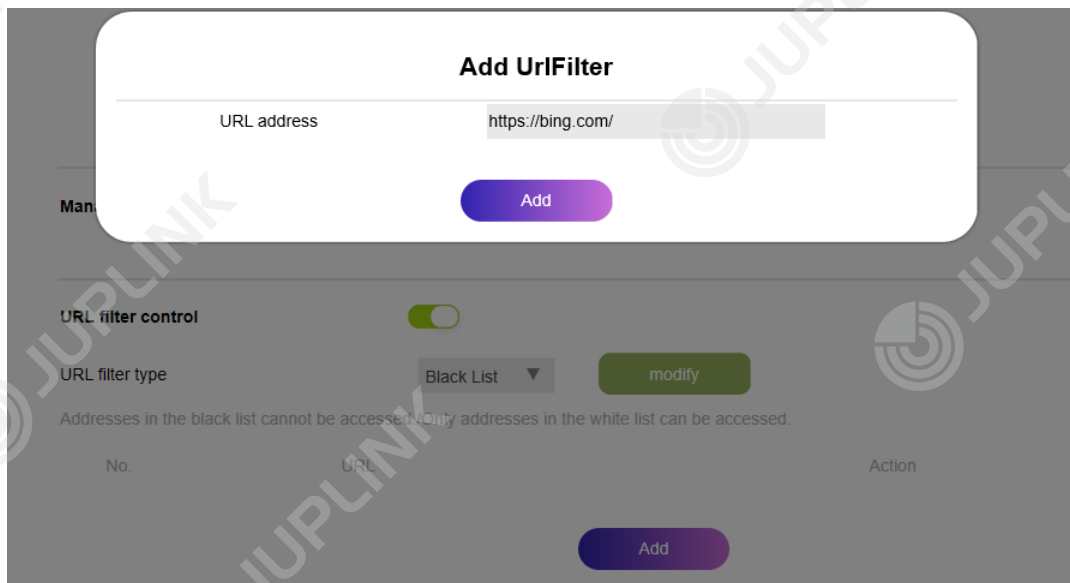 Add UrlFilter
URL address https://bing.com/
Add
URL filter control
URL filter type Black List modify
Addresses in the black list cannot be accessed./Only addresses in the white list can be accessed.
No. URL Action
Add
JUPLINK
JUPLINK
JUPLINK